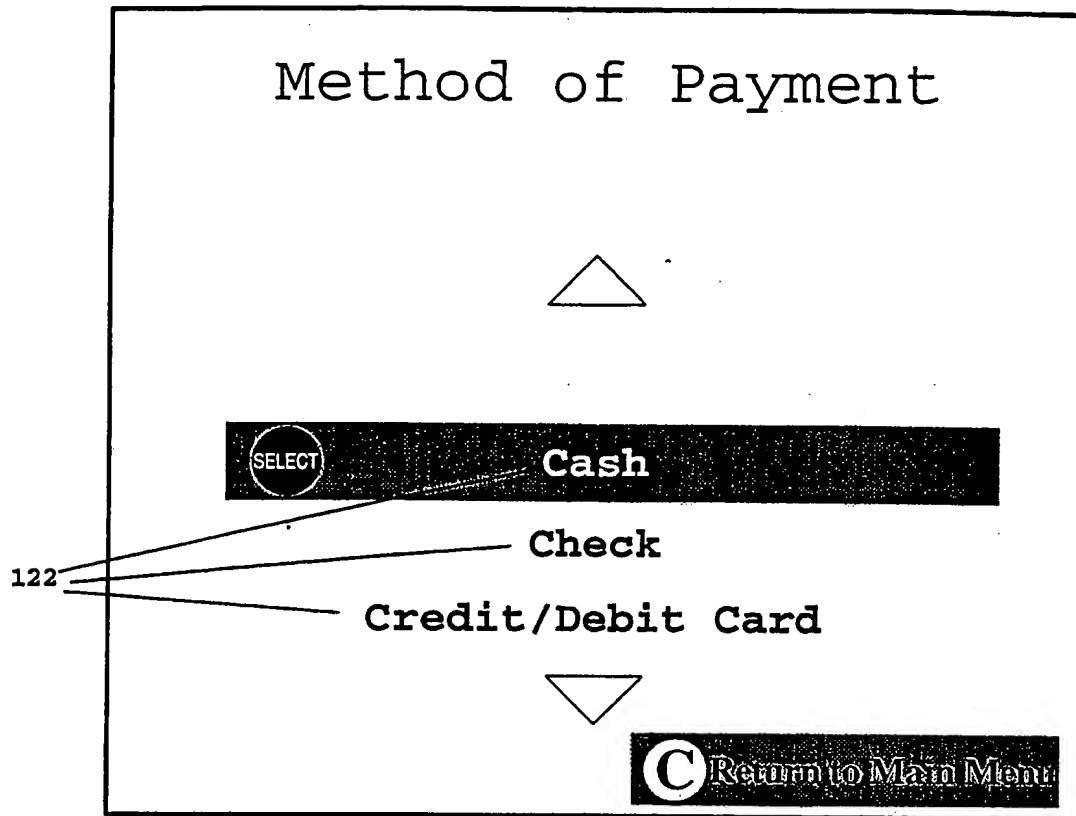 Method of Payment
SELECT Cash
Check
122
Credit/Debit Card
C Return to Main Menu